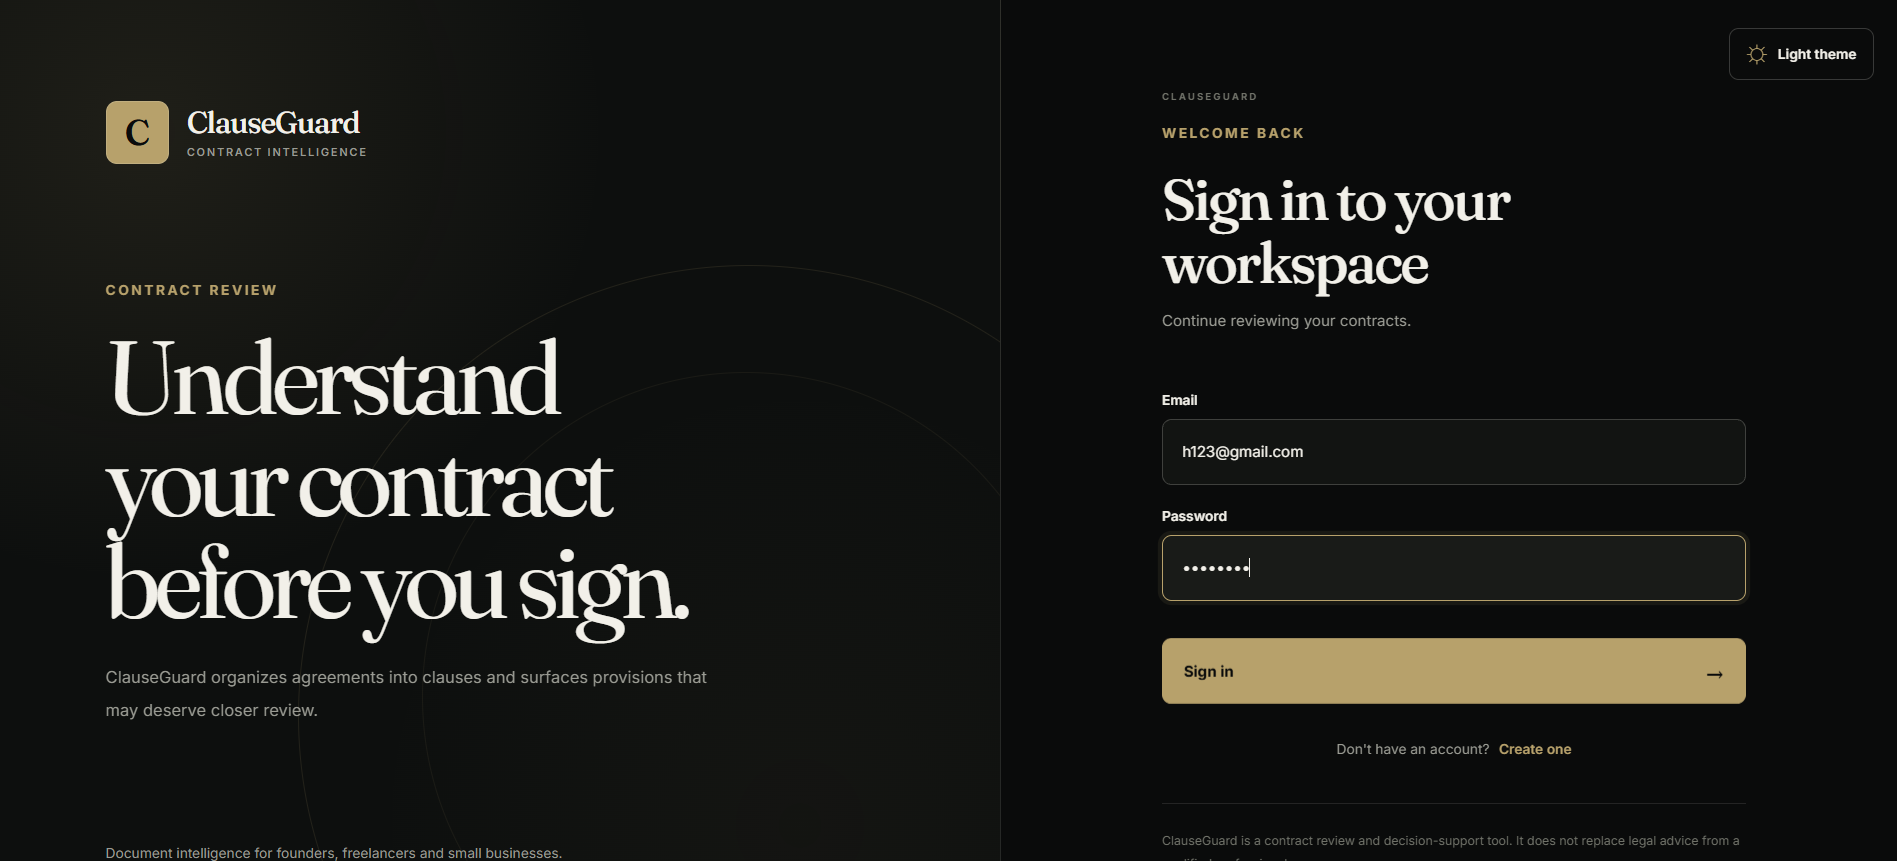 C
ClauseGuard
CONTRACT INTELLIGENCE
CONTRACT REVIEW
Understand
your contract
before you sign.
ClauseGuard organizes agreements into clauses and surfaces provisions that
may deserve closer review.
Document intelligence for founders, freelancers and small businesses.
Light theme
CLAUSEGUARD
WELCOME BACK
Sign in to your
workspace
Continue reviewing your contracts.
Email
h123@gmail.com
Password
••••••••
Sign in →
Don't have an account? Create one
ClauseGuard is a contract review and decision-support tool. It does not replace legal advice from a